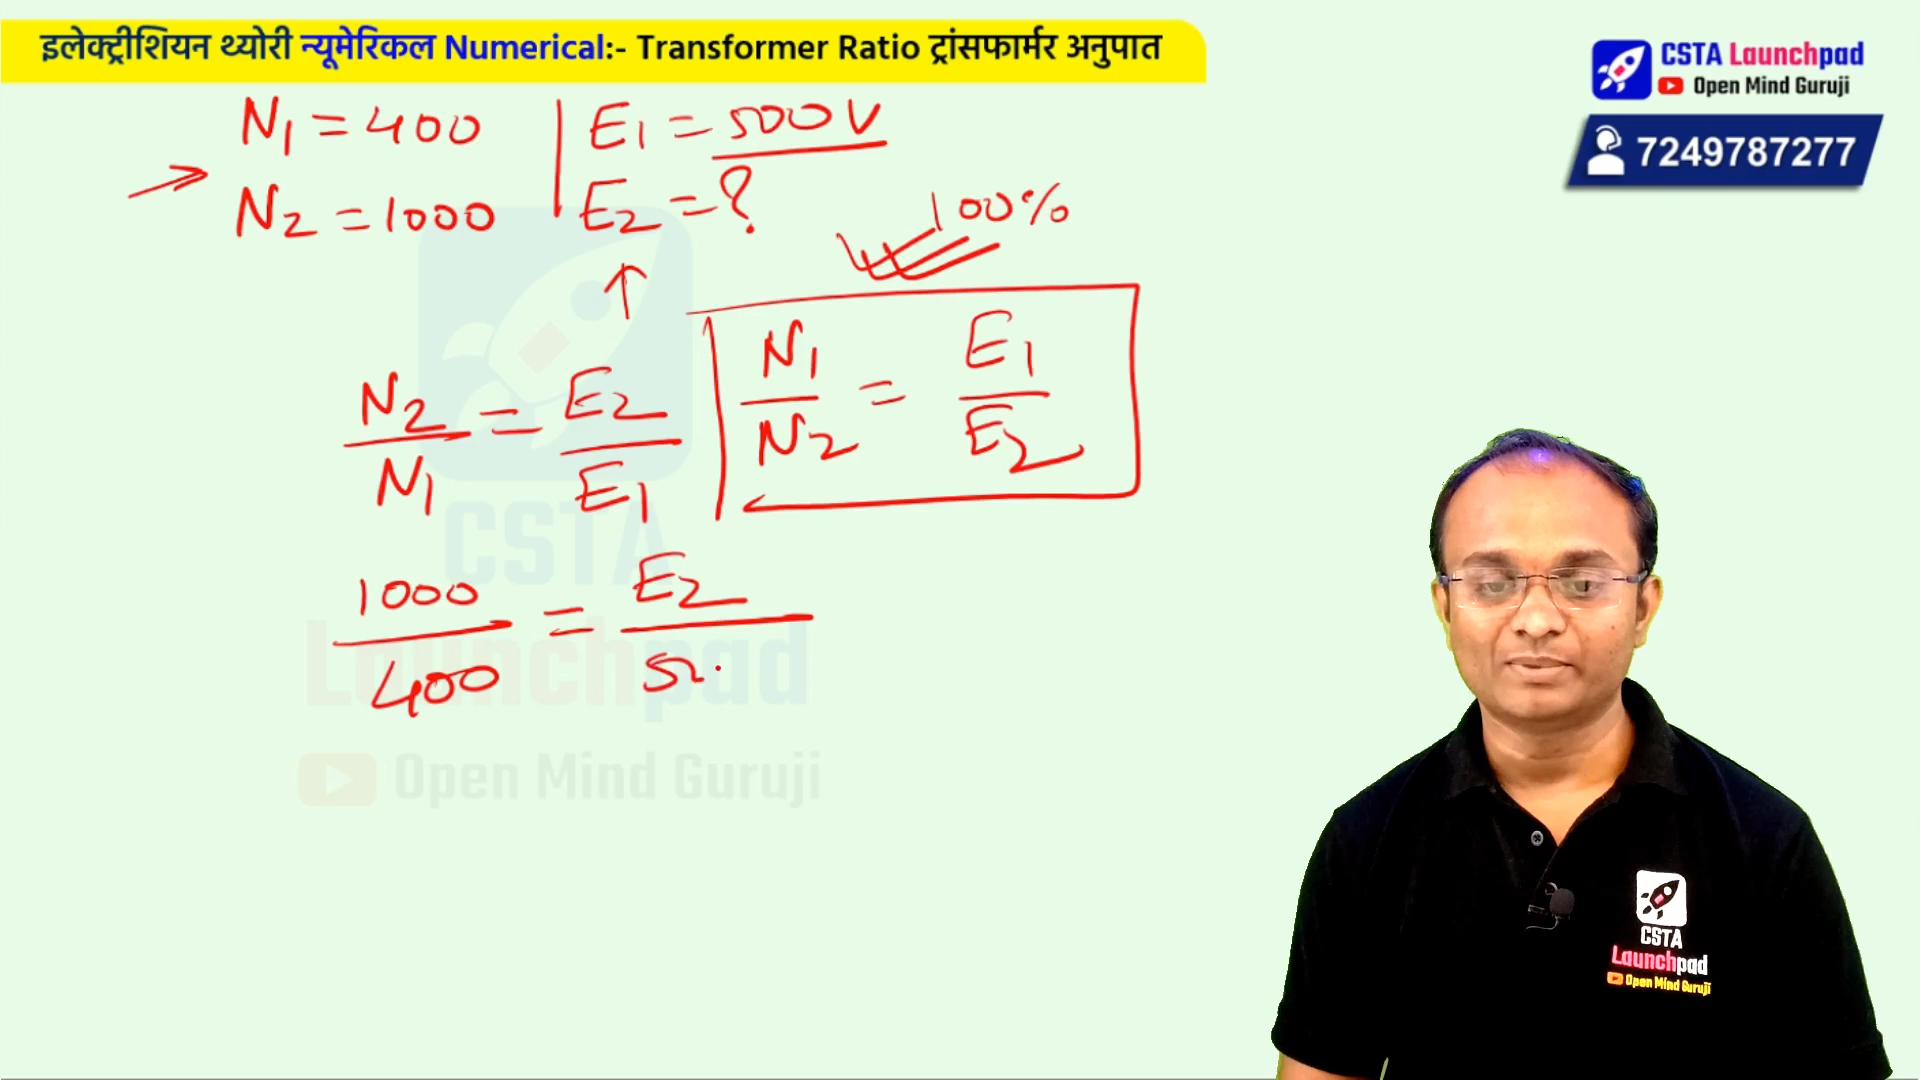 इलेक्ट्रीशियन थ्योरी न्यूमेरिकल Numerical:- Transformer Ratio ट्रांसफार्मर अनुपात
CSTA Launchpad
Open Mind Guruji
7249787277
N1 = 400
E1 = 500V
N2 = 1000
E2 = ?
100%
N2/N1 = E2/E1
N1/N2 = E1/E2
1000/400 = E2/50
CSTA
Launchpad
Open Mind Guruji
CSTA
Launchpad
Open Mind Guruji